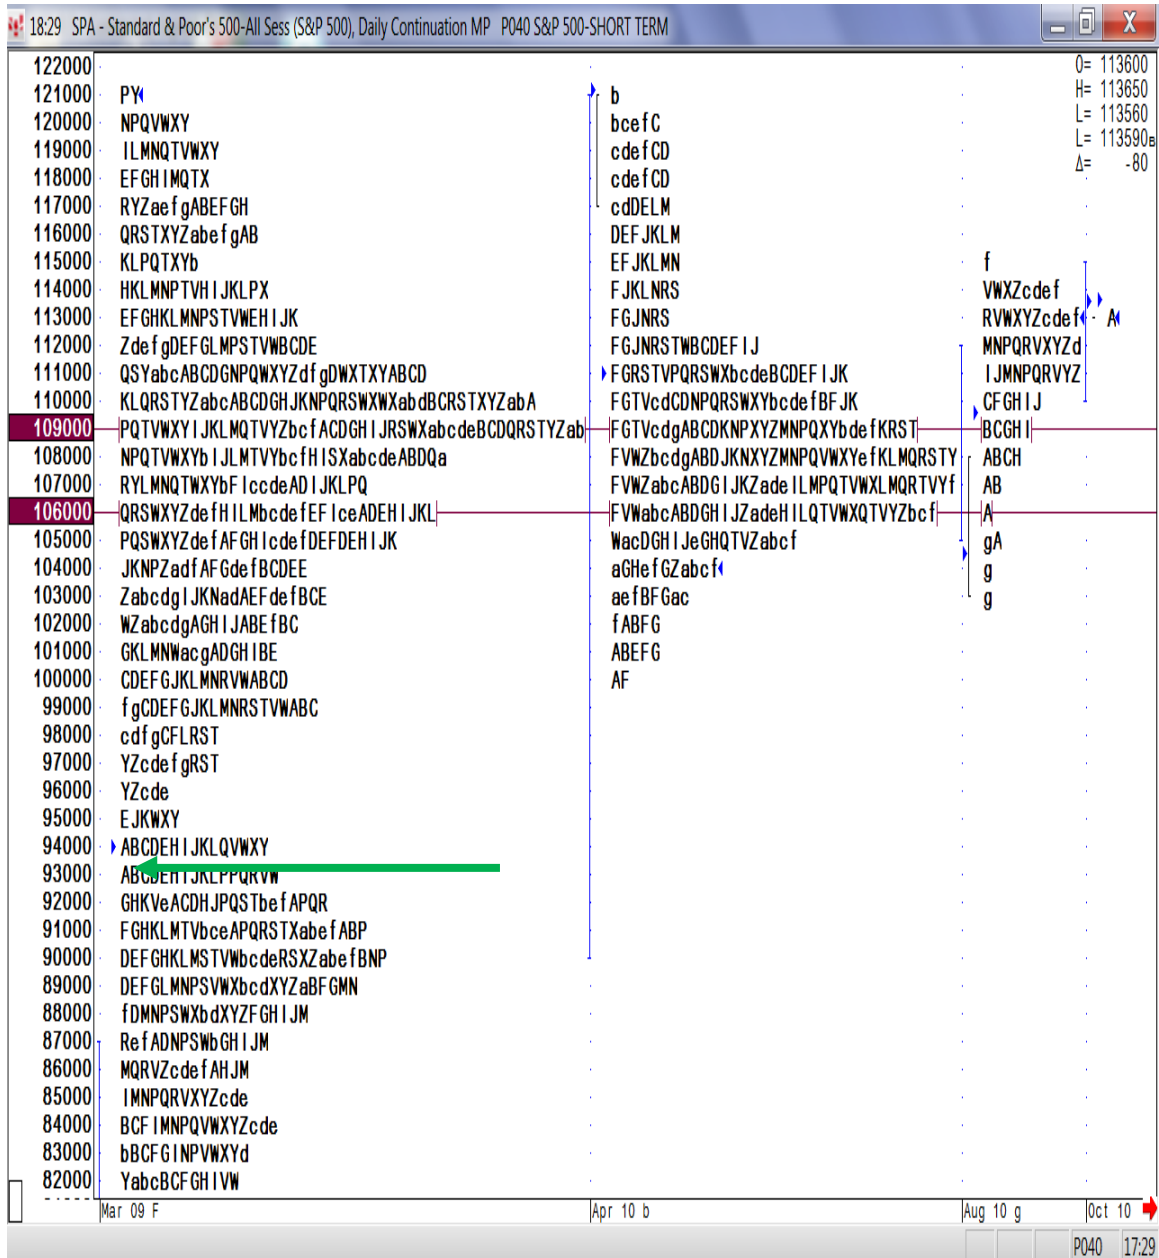 18:29 SPA - Standard & Poor's 500-All Sess (S&P 500), Daily Continuation MP P040 S&P 500-SHORT TERM
122000 O= 113600
121000 PY b H= 113650
120000 NPQVWXY bcefC L= 113560
119000 ILMNQTVWXY cdefCD L= 113590B
118000 EFGHIMQTX cdefCD Δ= -80
117000 RYZaefgABEFGH cdDELM
116000 QRSTXYZabefgAB DEFJKLM
115000 KLPQTXYb EFJKLMN f
114000 HKLMNPTVHIJKLPX FJKLNRS VWXZcdef
113000 EFGHKLMNPSTVWEHIJK FGJNRS RVWXYZcdef - A
112000 ZdefgDEFGLMPSTVWBCDE FGJNRSTWBCDEFIJ MNPQRVXYZd
111000 QSYabcABCDGNPQWXYZdfgDWXTXYABCD FGRSTVPQRSWXbcdeBCDEFIJK IJMNPQRVYZ
110000 KLQRSTYZabcABCDGHJKNPQRSWXWXabdBCRSTXYZabA FGTVcdCDNPQRSWXYbcdefBFJK CFGHIJ
109000 PQTVWXYIJKLMQTVYZbcfACDGHIJRSWXabcdeBCDQRSTYZab FGTVcdgABCDKNPXYZMNPQXYbdefKRST BCGHI
108000 NPQTVWXYbIJLMTVYbcfHISXabcdeABDQa FVWZbcdgABDJKNXYZMNPQVWXYefKLMQRSTY ABCH
107000 RYLMNQTWXYbFIccdeADIJKLPQ FVWZabcABDGIJKZadeILMPQTVWXLMQRTVYf AB
106000 QRSWXYZdefHILMbcdefEFIceADEHIJKL FVWabcABDGHIJZadeHILQTVWXQTVYZbcf A
105000 PQSWXYZdefAFGHIcdefDEFDEHIJK WacDGHIJeGHQTVZabcf gA
104000 JKNPZadfAFGdefBCDEE aGHefGZabcf g
103000 ZabcdgIJKNadAEFdefBCE aefBFGac g
102000 WZabcdgAGHIJABEfBC fABFG
101000 GKLMNWacgADGHIBE ABEFG
100000 CDEFGJKLMNRVWABCD AF
99000 fgCDEFGJKLMNRSTVWABC
98000 cdfgCFLRST
97000 YZcdefgRST
96000 YZcde
95000 EJKWXY
94000 ABCDEHIJKLQVWXY
93000 ABCDEHIJKLPPQRVW
92000 GHKVeACDHJPQSTbefAPQR
91000 FGHKLMTVbceAPQRSTXabefABP
90000 DEFGHKLMSTVWbcdeRSXZabefBNP
89000 DEFGLMNPSVWXbcdXYZaBFGMN
88000 fDMNPSWXbdXYZFGHIJM
87000 RefADNPSWbGHIJM
86000 MQRVZcdefAHJM
85000 IMNPQRVXYZcde
84000 BCFIMNPQVWXYZcde
83000 bBCFGINPVWXYd
82000 YabcBCFGHIVW
Mar 09 F Apr 10 b Aug 10 g Oct 10
P040 17:29